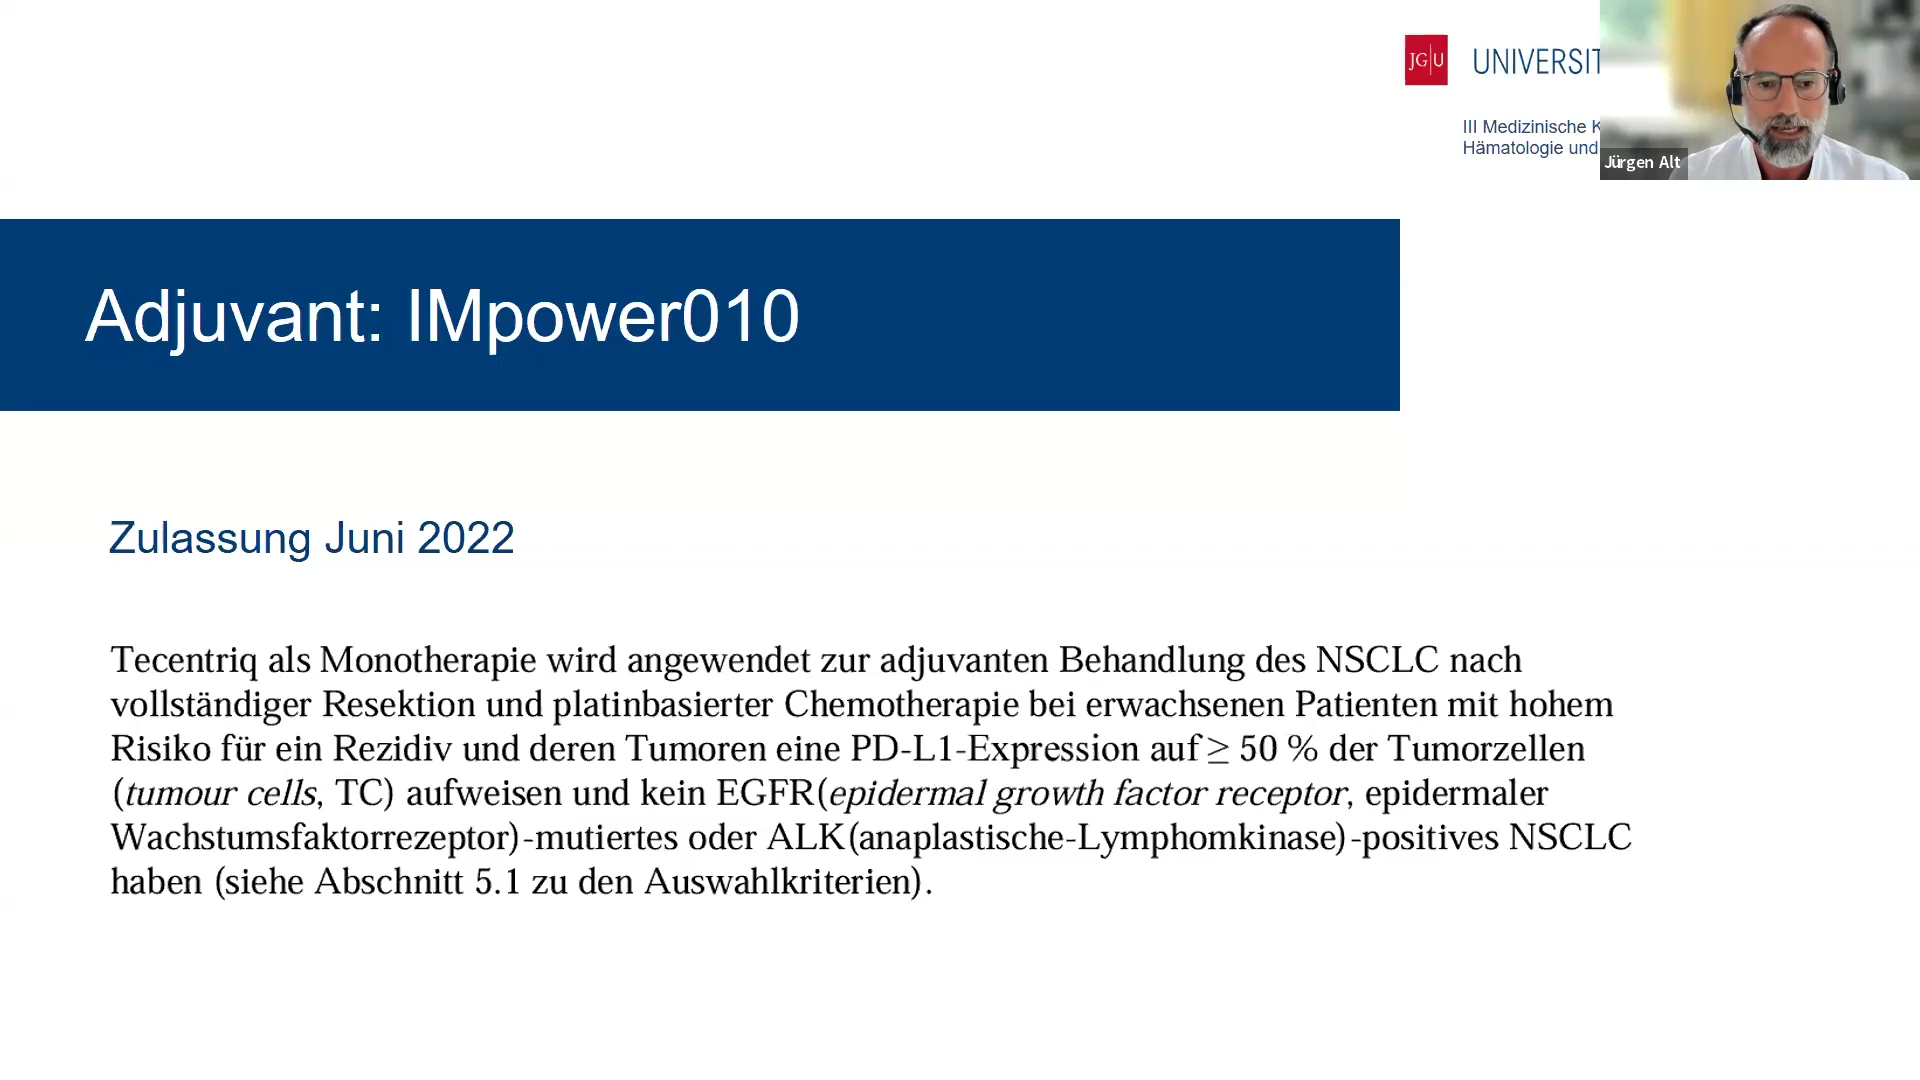 JG|U UNIVERSIT
III Medizinische K
Hämatologie und
Jürgen Alt
Adjuvant: IMpower010
Zulassung Juni 2022
Tecentriq als Monotherapie wird angewendet zur adjuvanten Behandlung des NSCLC nach
vollständiger Resektion und platinbasierter Chemotherapie bei erwachsenen Patienten mit hohem
Risiko für ein Rezidiv und deren Tumoren eine PD-L1-Expression auf ≥ 50 % der Tumorzellen
(tumour cells, TC) aufweisen und kein EGFR(epidermal growth factor receptor, epidermaler
Wachstumsfaktorrezeptor)-mutiertes oder ALK(anaplastische-Lymphomkinase)-positives NSCLC
haben (siehe Abschnitt 5.1 zu den Auswahlkriterien).